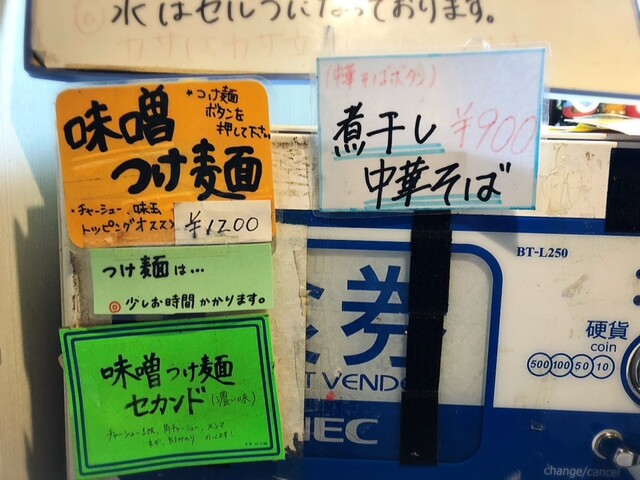 水はセルフになっております。
味噌
つけ麺
*つけ麺
ボタンを
押して下さい
・チャーシュー、味玉
トッピングオススメ
¥1200
つけ麺は…
◎少しお時間かかります。
味噌つけ麺
セカンド(濃い味)
(中華そばボタン)
煮干し ¥900
中華そば
BT-L250
券
VENDO
NEC
硬貨
coin
500 100 50 10
change/cancel